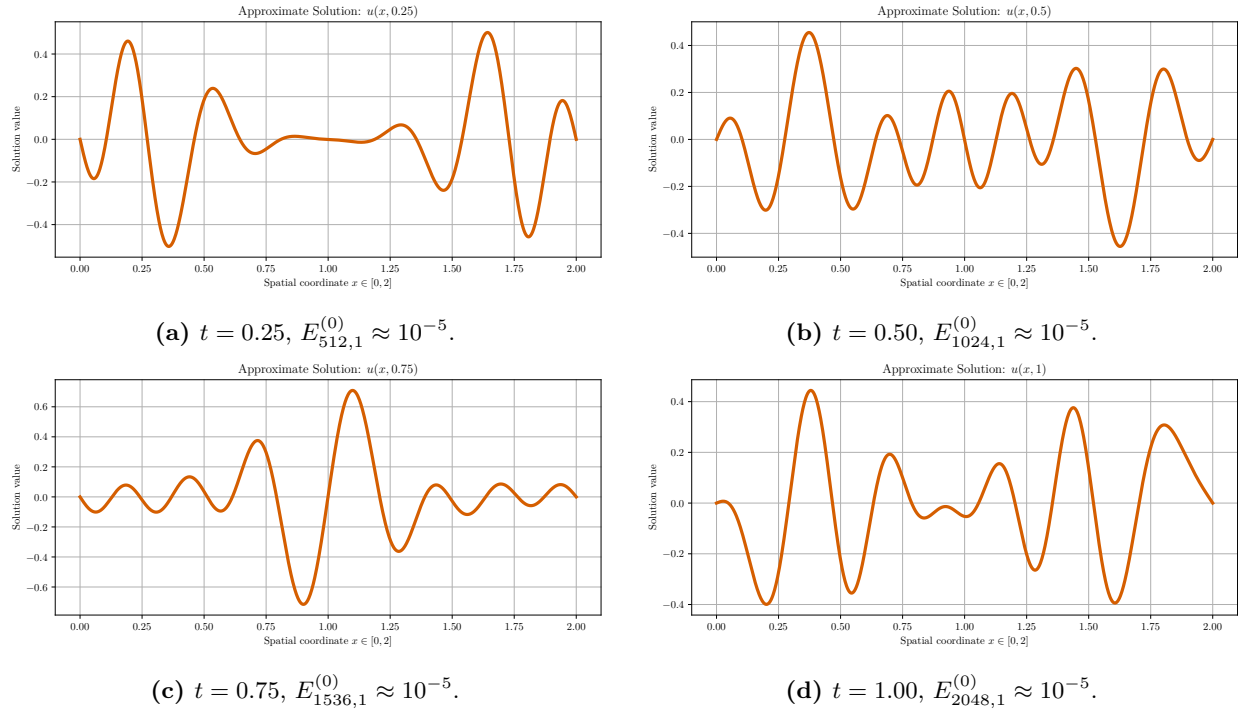 Approximate Solution: u(x, 0.25)
Solution value
0.4
0.2
0.0
−0.2
−0.4
0.00 0.25 0.50 0.75 1.00 1.25 1.50 1.75 2.00
Spatial coordinate x ∈ [0, 2]
(a) t = 0.25, E^{(0)}_{512,1} ≈ 10^{−5}.
Approximate Solution: u(x, 0.5)
Solution value
0.4
0.2
0.0
−0.2
−0.4
0.00 0.25 0.50 0.75 1.00 1.25 1.50 1.75 2.00
Spatial coordinate x ∈ [0, 2]
(b) t = 0.50, E^{(0)}_{1024,1} ≈ 10^{−5}.
Approximate Solution: u(x, 0.75)
Solution value
0.6
0.4
0.2
0.0
−0.2
−0.4
−0.6
0.00 0.25 0.50 0.75 1.00 1.25 1.50 1.75 2.00
Spatial coordinate x ∈ [0, 2]
(c) t = 0.75, E^{(0)}_{1536,1} ≈ 10^{−5}.
Approximate Solution: u(x, 1)
Solution value
0.4
0.2
0.0
−0.2
−0.4
0.00 0.25 0.50 0.75 1.00 1.25 1.50 1.75 2.00
Spatial coordinate x ∈ [0, 2]
(d) t = 1.00, E^{(0)}_{2048,1} ≈ 10^{−5}.